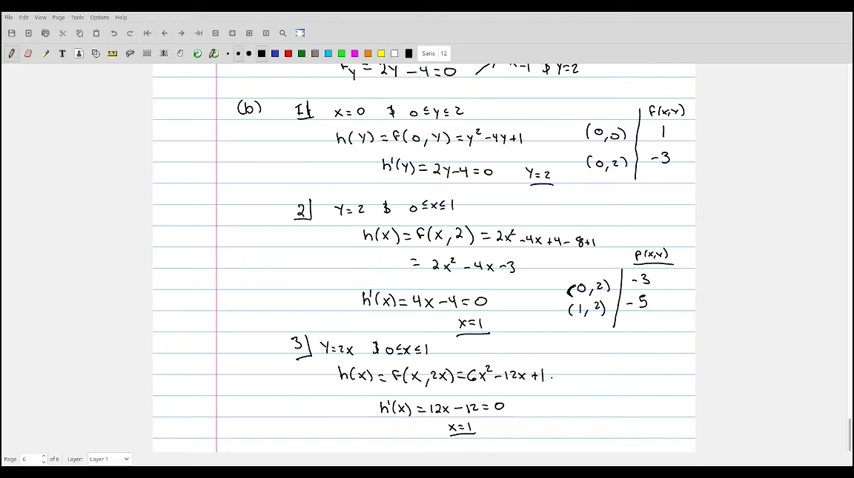 File Edit View Page Tools Options Help
Sans 12
= 2y - 4 = 0 & y = 2
(b) 1] x = 0 & 0 ≤ y ≤ 2
h(y) = f(0, y) = y² - 4y + 1
h'(y) = 2y - 4 = 0 y = 2
f(x,y)
(0,0) 1
(0,2) -3
2] y = 2 & 0 ≤ x ≤ 1
h(x) = f(x, 2) = 2x² - 4x + 4 - 8 + 1
= 2x² - 4x - 3
h'(x) = 4x - 4 = 0
x = 1
f(x,y)
(0,2) -3
(1,2) -5
3] y = 2x & 0 ≤ x ≤ 1
h(x) = f(x, 2x) = 6x² - 12x + 1.
h'(x) = 12x - 12 = 0
x = 1
Page 6 of 6 Layer Layer 1